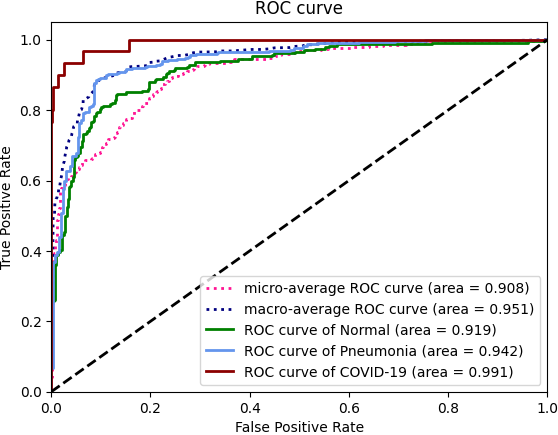 ROC curve
True Positive Rate
1.0
0.8
0.6
0.4
0.2
0.0
micro-average ROC curve (area = 0.908)
macro-average ROC curve (area = 0.951)
ROC curve of Normal (area = 0.919)
ROC curve of Pneumonia (area = 0.942)
ROC curve of COVID-19 (area = 0.991)
0.0 0.2 0.4 0.6 0.8 1.0
False Positive Rate